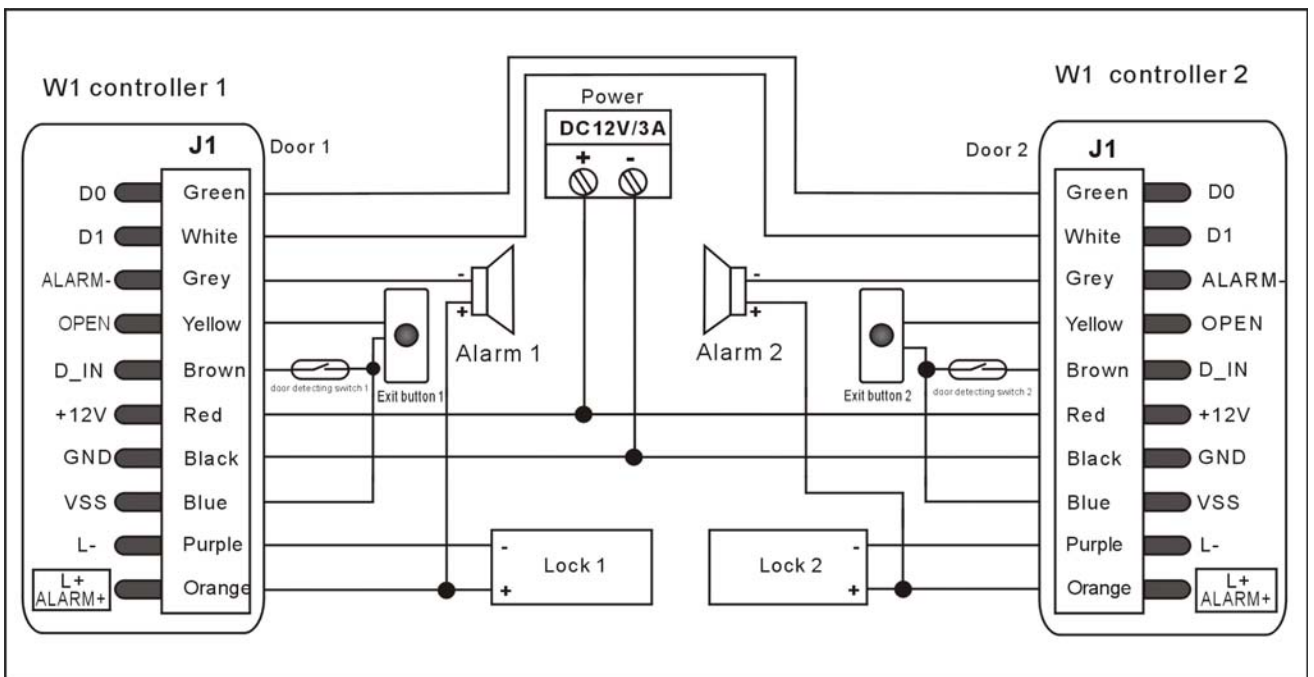 W1 controller 1
J1
Door 1
D0 Green
D1 White
ALARM- Grey
OPEN Yellow
D_IN Brown
+12V Red
GND Black
VSS Blue
L- Purple
L+
ALARM+
Orange
Power
DC12V/3A
+ -
- +
Alarm 1
door detecting switch 1
Exit button 1
- +
Lock 1
- +
Alarm 2
Exit button 2
door detecting switch 2
Lock 2
- +
W1 controller 2
Door 2
J1
Green D0
White D1
Grey ALARM-
Yellow OPEN
Brown D_IN
Red +12V
Black GND
Blue VSS
Purple L-
Orange
L+
ALARM+